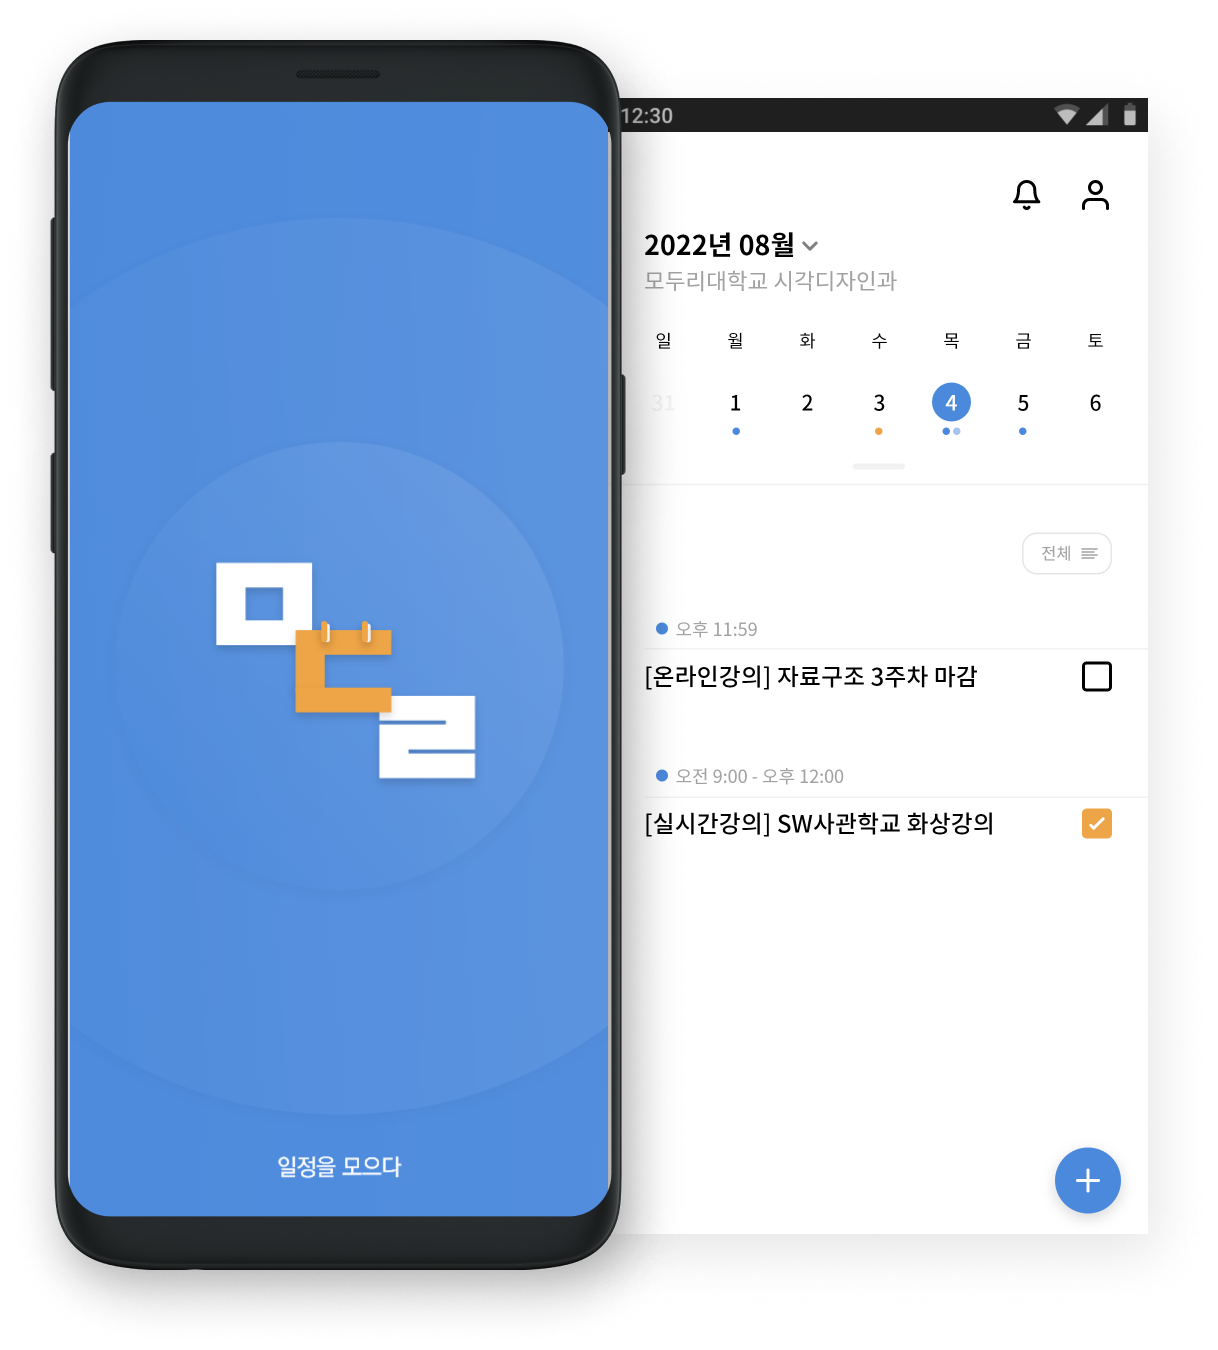 ㅁㄷㄹ
일정을 모으다
12:30
2022년 08월
모두리대학교 시각디자인과
일 월 화 수 목 금 토
31 1 2 3 4 5 6
전체
오후 11:59
[온라인강의] 자료구조 3주차 마감
오전 9:00 - 오후 12:00
[실시간강의] SW사관학교 화상강의